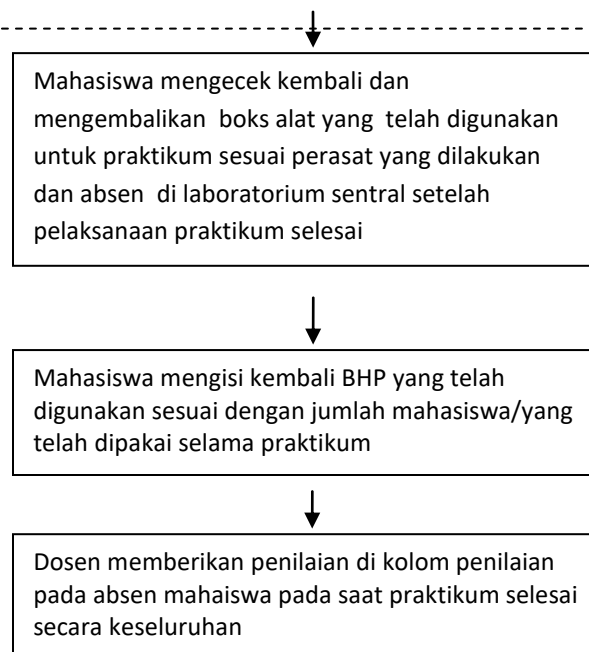 Mahasiswa mengecek kembali dan
mengembalikan boks alat yang telah digunakan
untuk praktikum sesuai perasat yang dilakukan
dan absen di laboratorium sentral setelah
pelaksanaan praktikum selesai
Mahasiswa mengisi kembali BHP yang telah
digunakan sesuai dengan jumlah mahasiswa/yang
telah dipakai selama praktikum
Dosen memberikan penilaian di kolom penilaian
pada absen mahaiswa pada saat praktikum selesai
secara keseluruhan